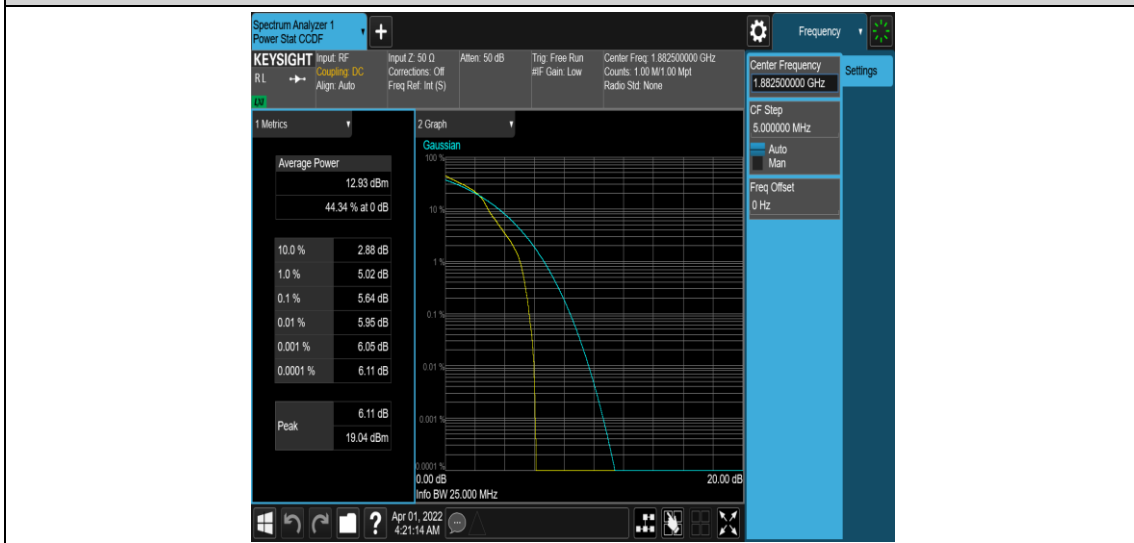 Spectrum Analyzer 1
Power Stat CCDF
+
Frequency
KEYSIGHT
RL
Input: RF
Coupling: DC
Align: Auto
Input Z: 50 Ω
Corrections: Off
Freq Ref: Int (S)
Atten: 50 dB
Trig: Free Run
#IF Gain: Low
Center Freq: 1.882500000 GHz
Counts: 1.00 M/1.00 Mpt
Radio Std: None
1 Metrics
Average Power
12.93 dBm
44.34 % at 0 dB
10.0 % 2.88 dB
1.0 % 5.02 dB
0.1 % 5.64 dB
0.01 % 5.95 dB
0.001 % 6.05 dB
0.0001 % 6.11 dB
Peak
6.11 dB
19.04 dBm
2 Graph
Gaussian
100 %
10 %
1 %
0.1 %
0.01 %
0.001 %
0.0001 %
0.00 dB 20.00 dB
Info BW 25.000 MHz
Center Frequency
1.882500000 GHz
Settings
CF Step
5.000000 MHz
Auto
Man
Freq Offset
0 Hz
?
Apr 01, 2022
4:21:14 AM